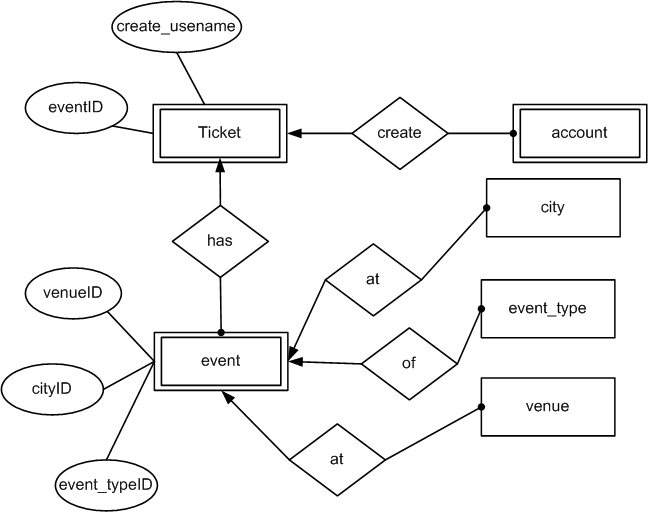 create_usename
eventID
Ticket
create
account
city
has
at
venueID
event_type
event
of
cityID
venue
at
event_typeID